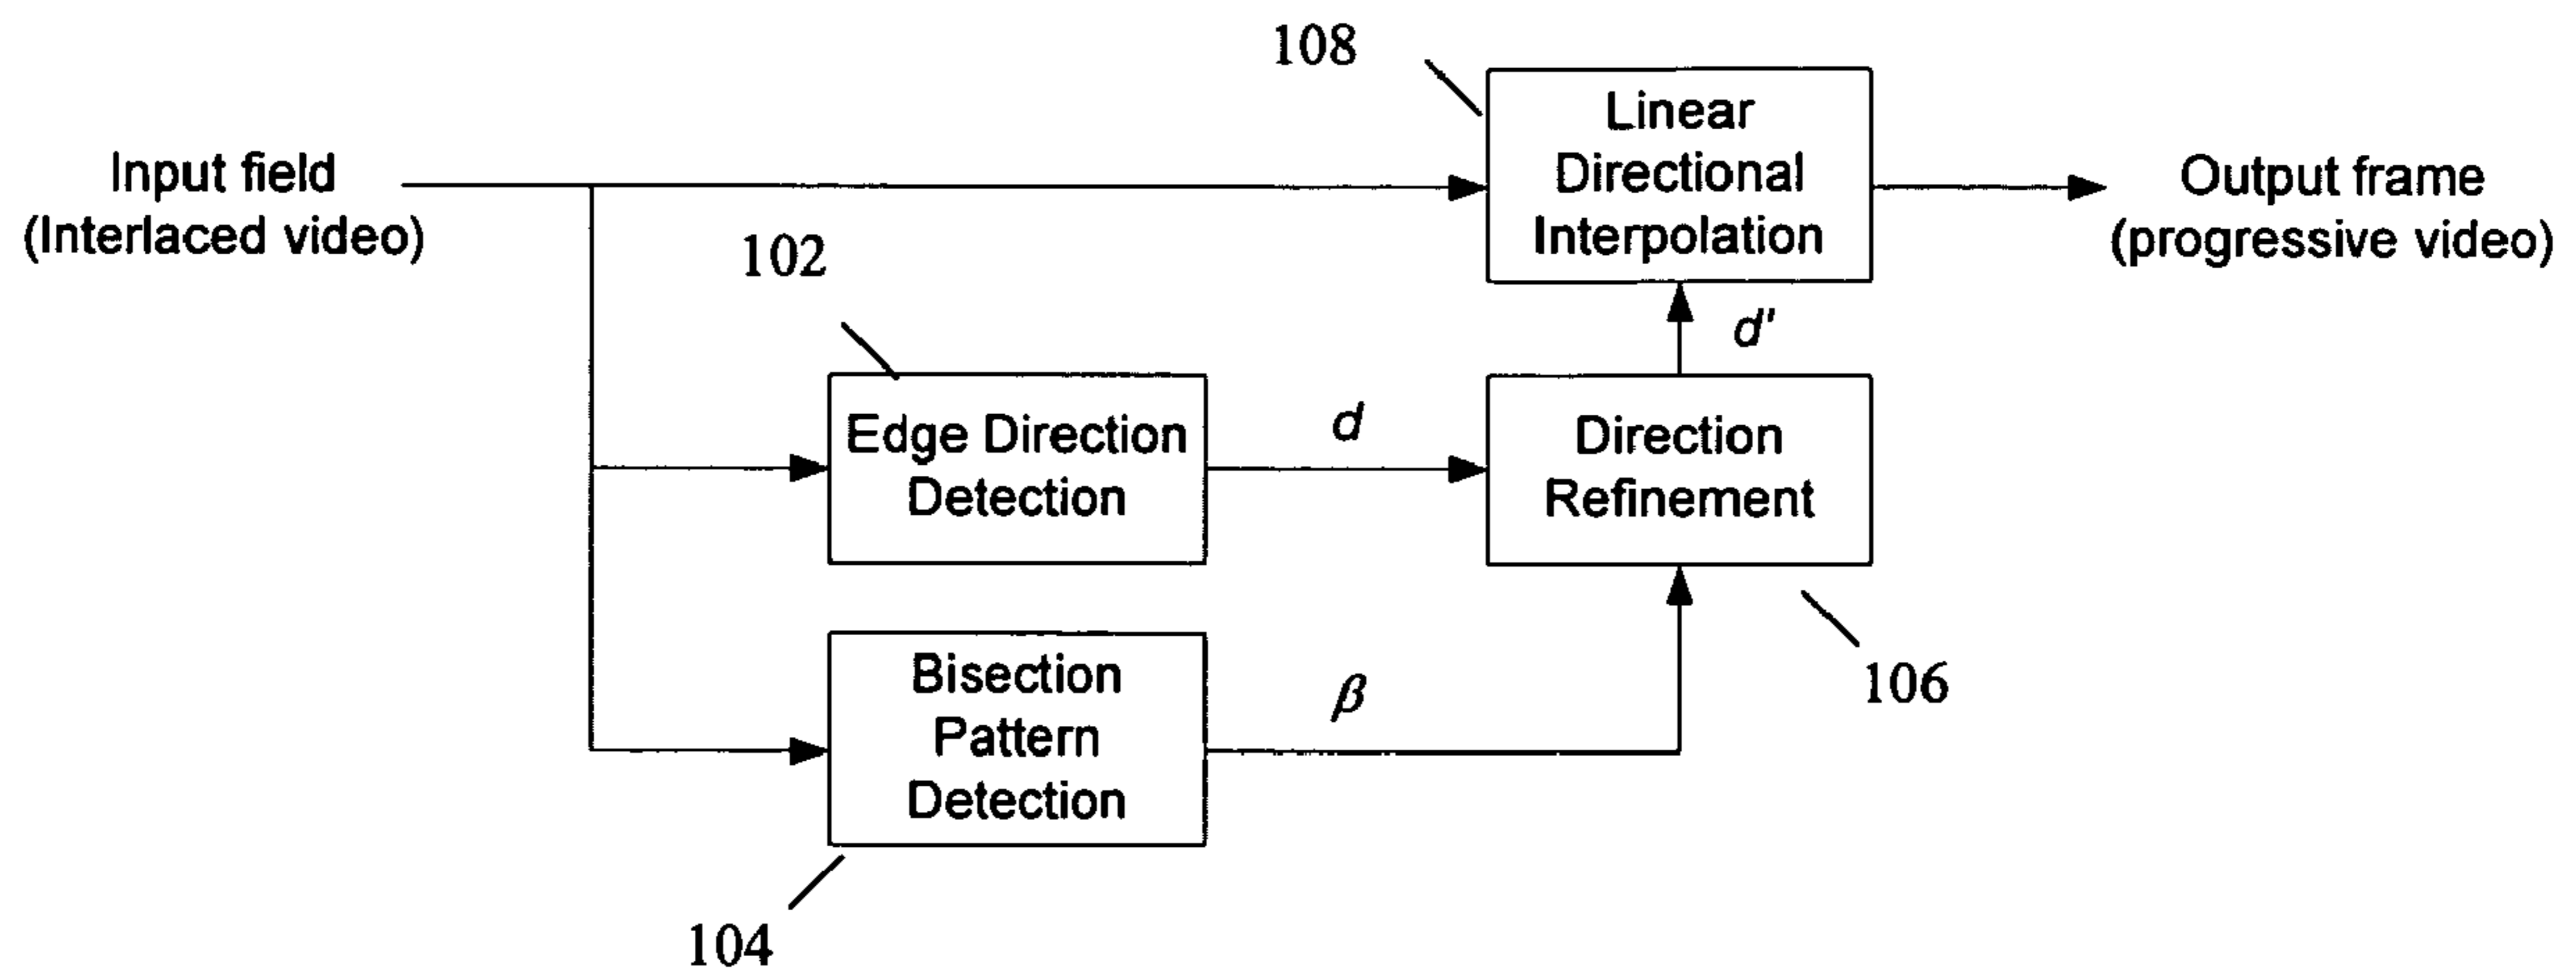 108
Linear
Directional
Interpolation
Input field
(Interlaced video)
Output frame
(progressive video)
102
d'
Edge Direction
Detection
d
Direction
Refinement
Bisection
Pattern
Detection
β
106
104